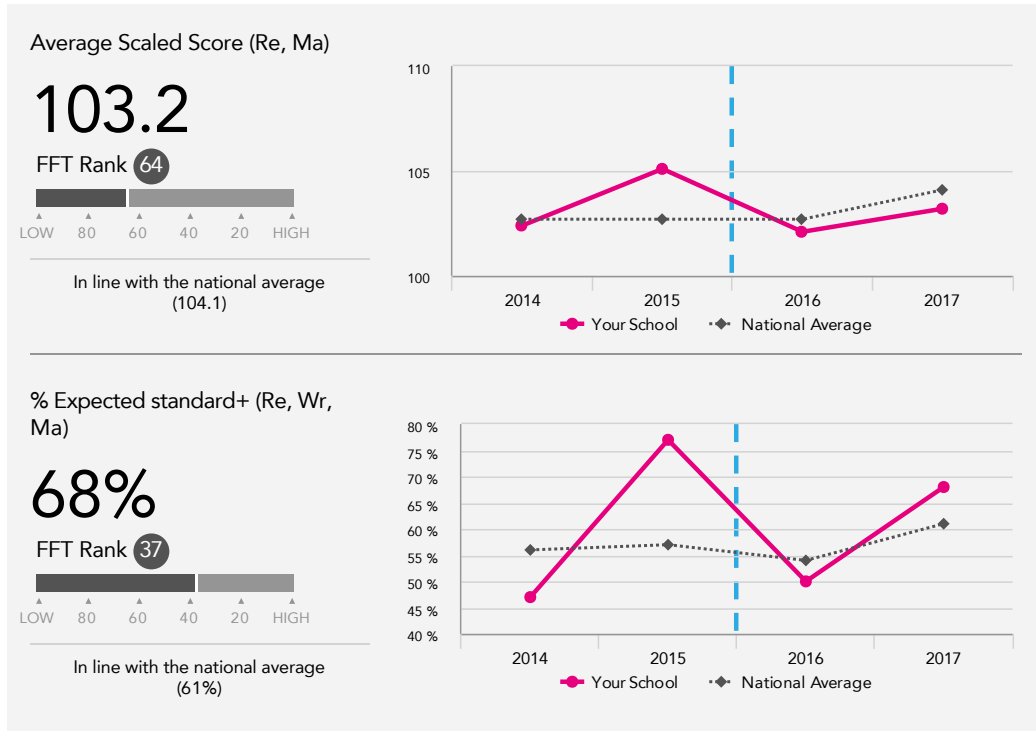 Average Scaled Score (Re, Ma)
103.2
FFT Rank 64
LOW 80 60 40 20 HIGH
In line with the national average
(104.1)
110
105
100
2014 2015 2016 2017
Your School National Average
% Expected standard+ (Re, Wr,
Ma)
68%
FFT Rank 37
LOW 80 60 40 20 HIGH
In line with the national average
(61%)
80 %
75 %
70 %
65 %
60 %
55 %
50 %
45 %
40 %
2014 2015 2016 2017
Your School National Average